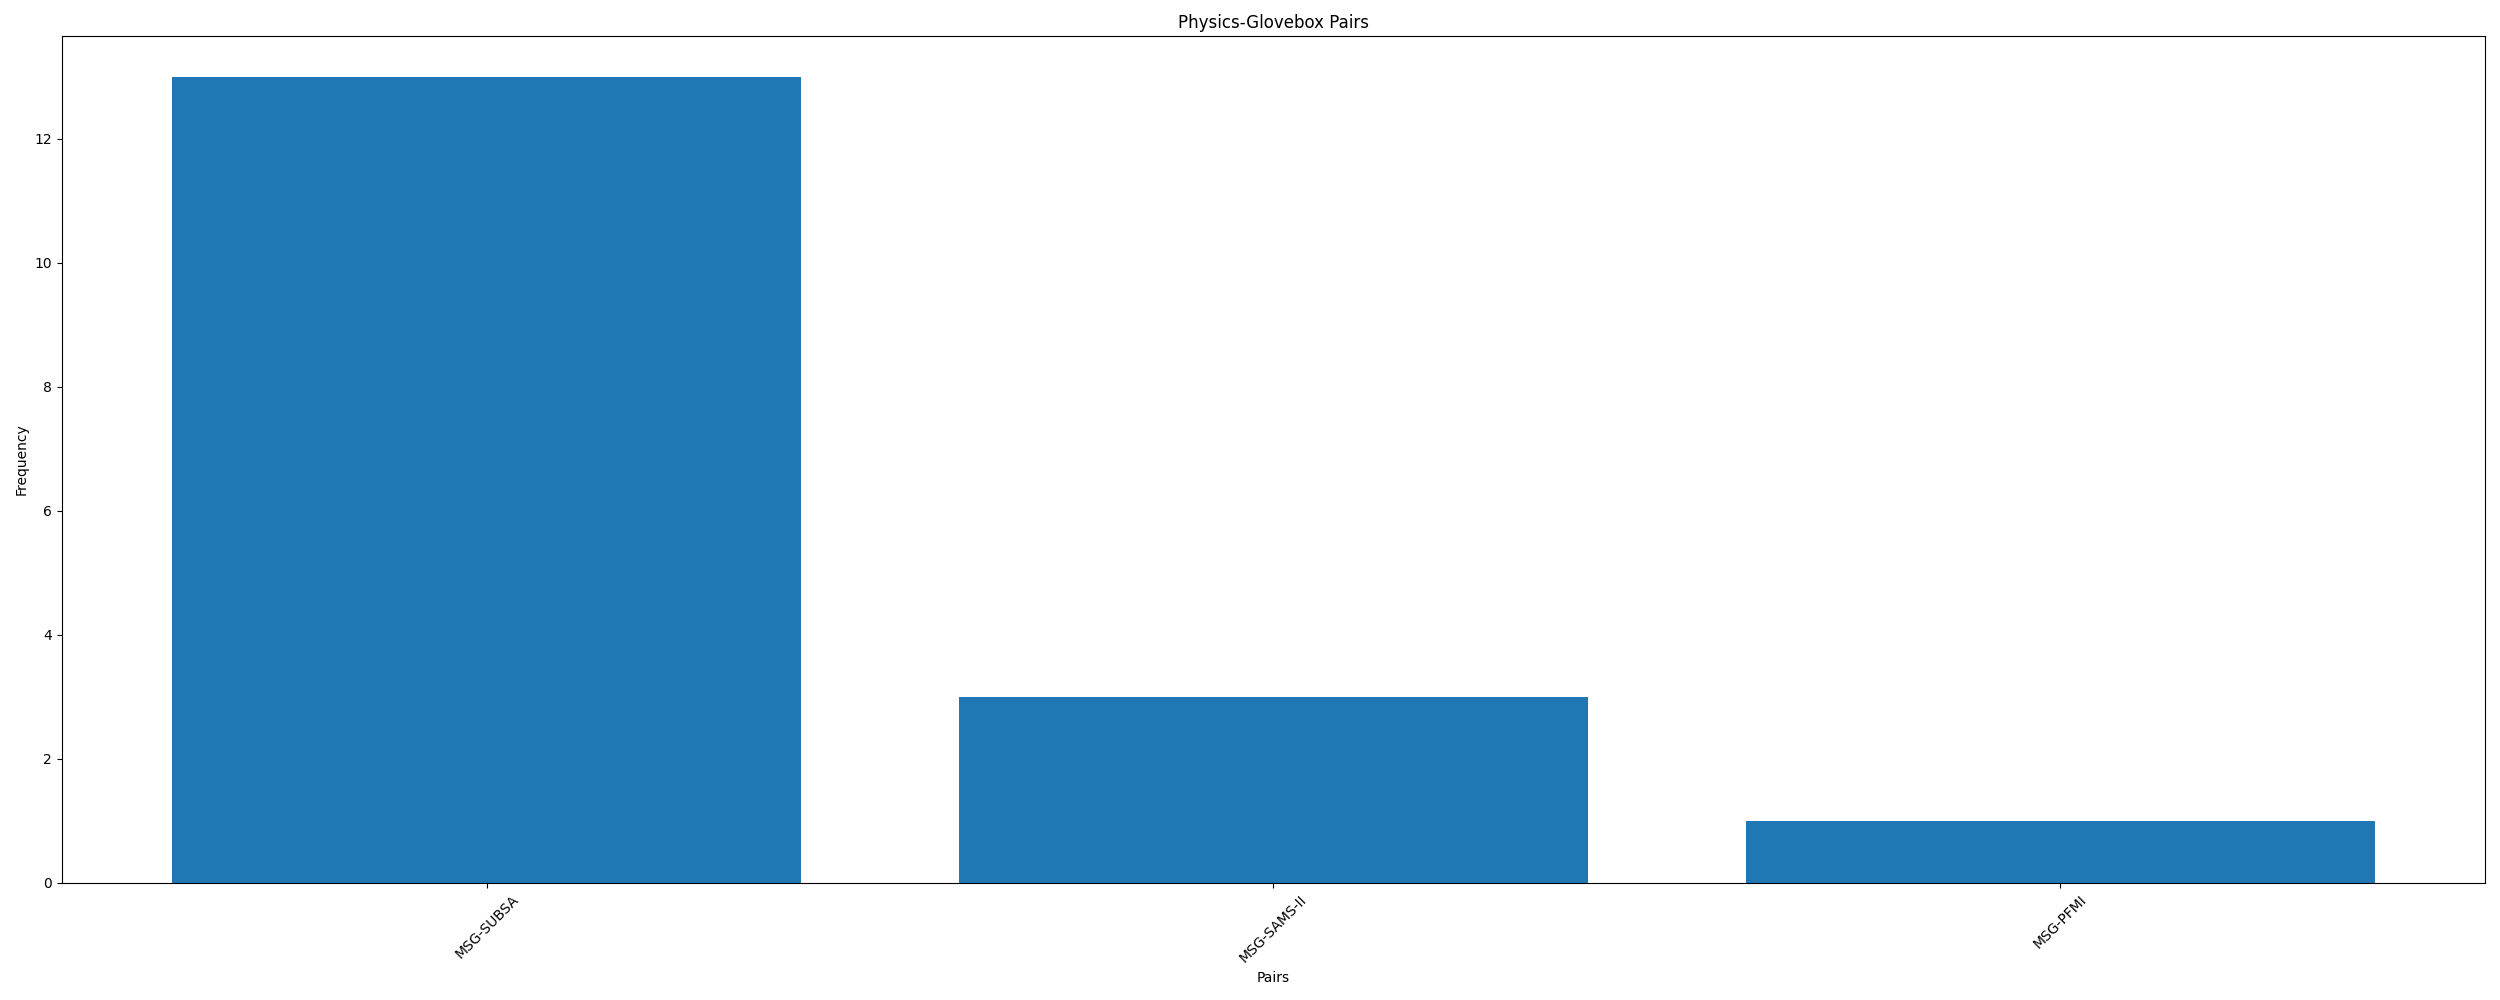 Physics-Glovebox Pairs
12
10
8
6
4
2
0
Frequency
MSG-SUBSA
MSG-SAMS-II
MSG-PFMI
Pairs